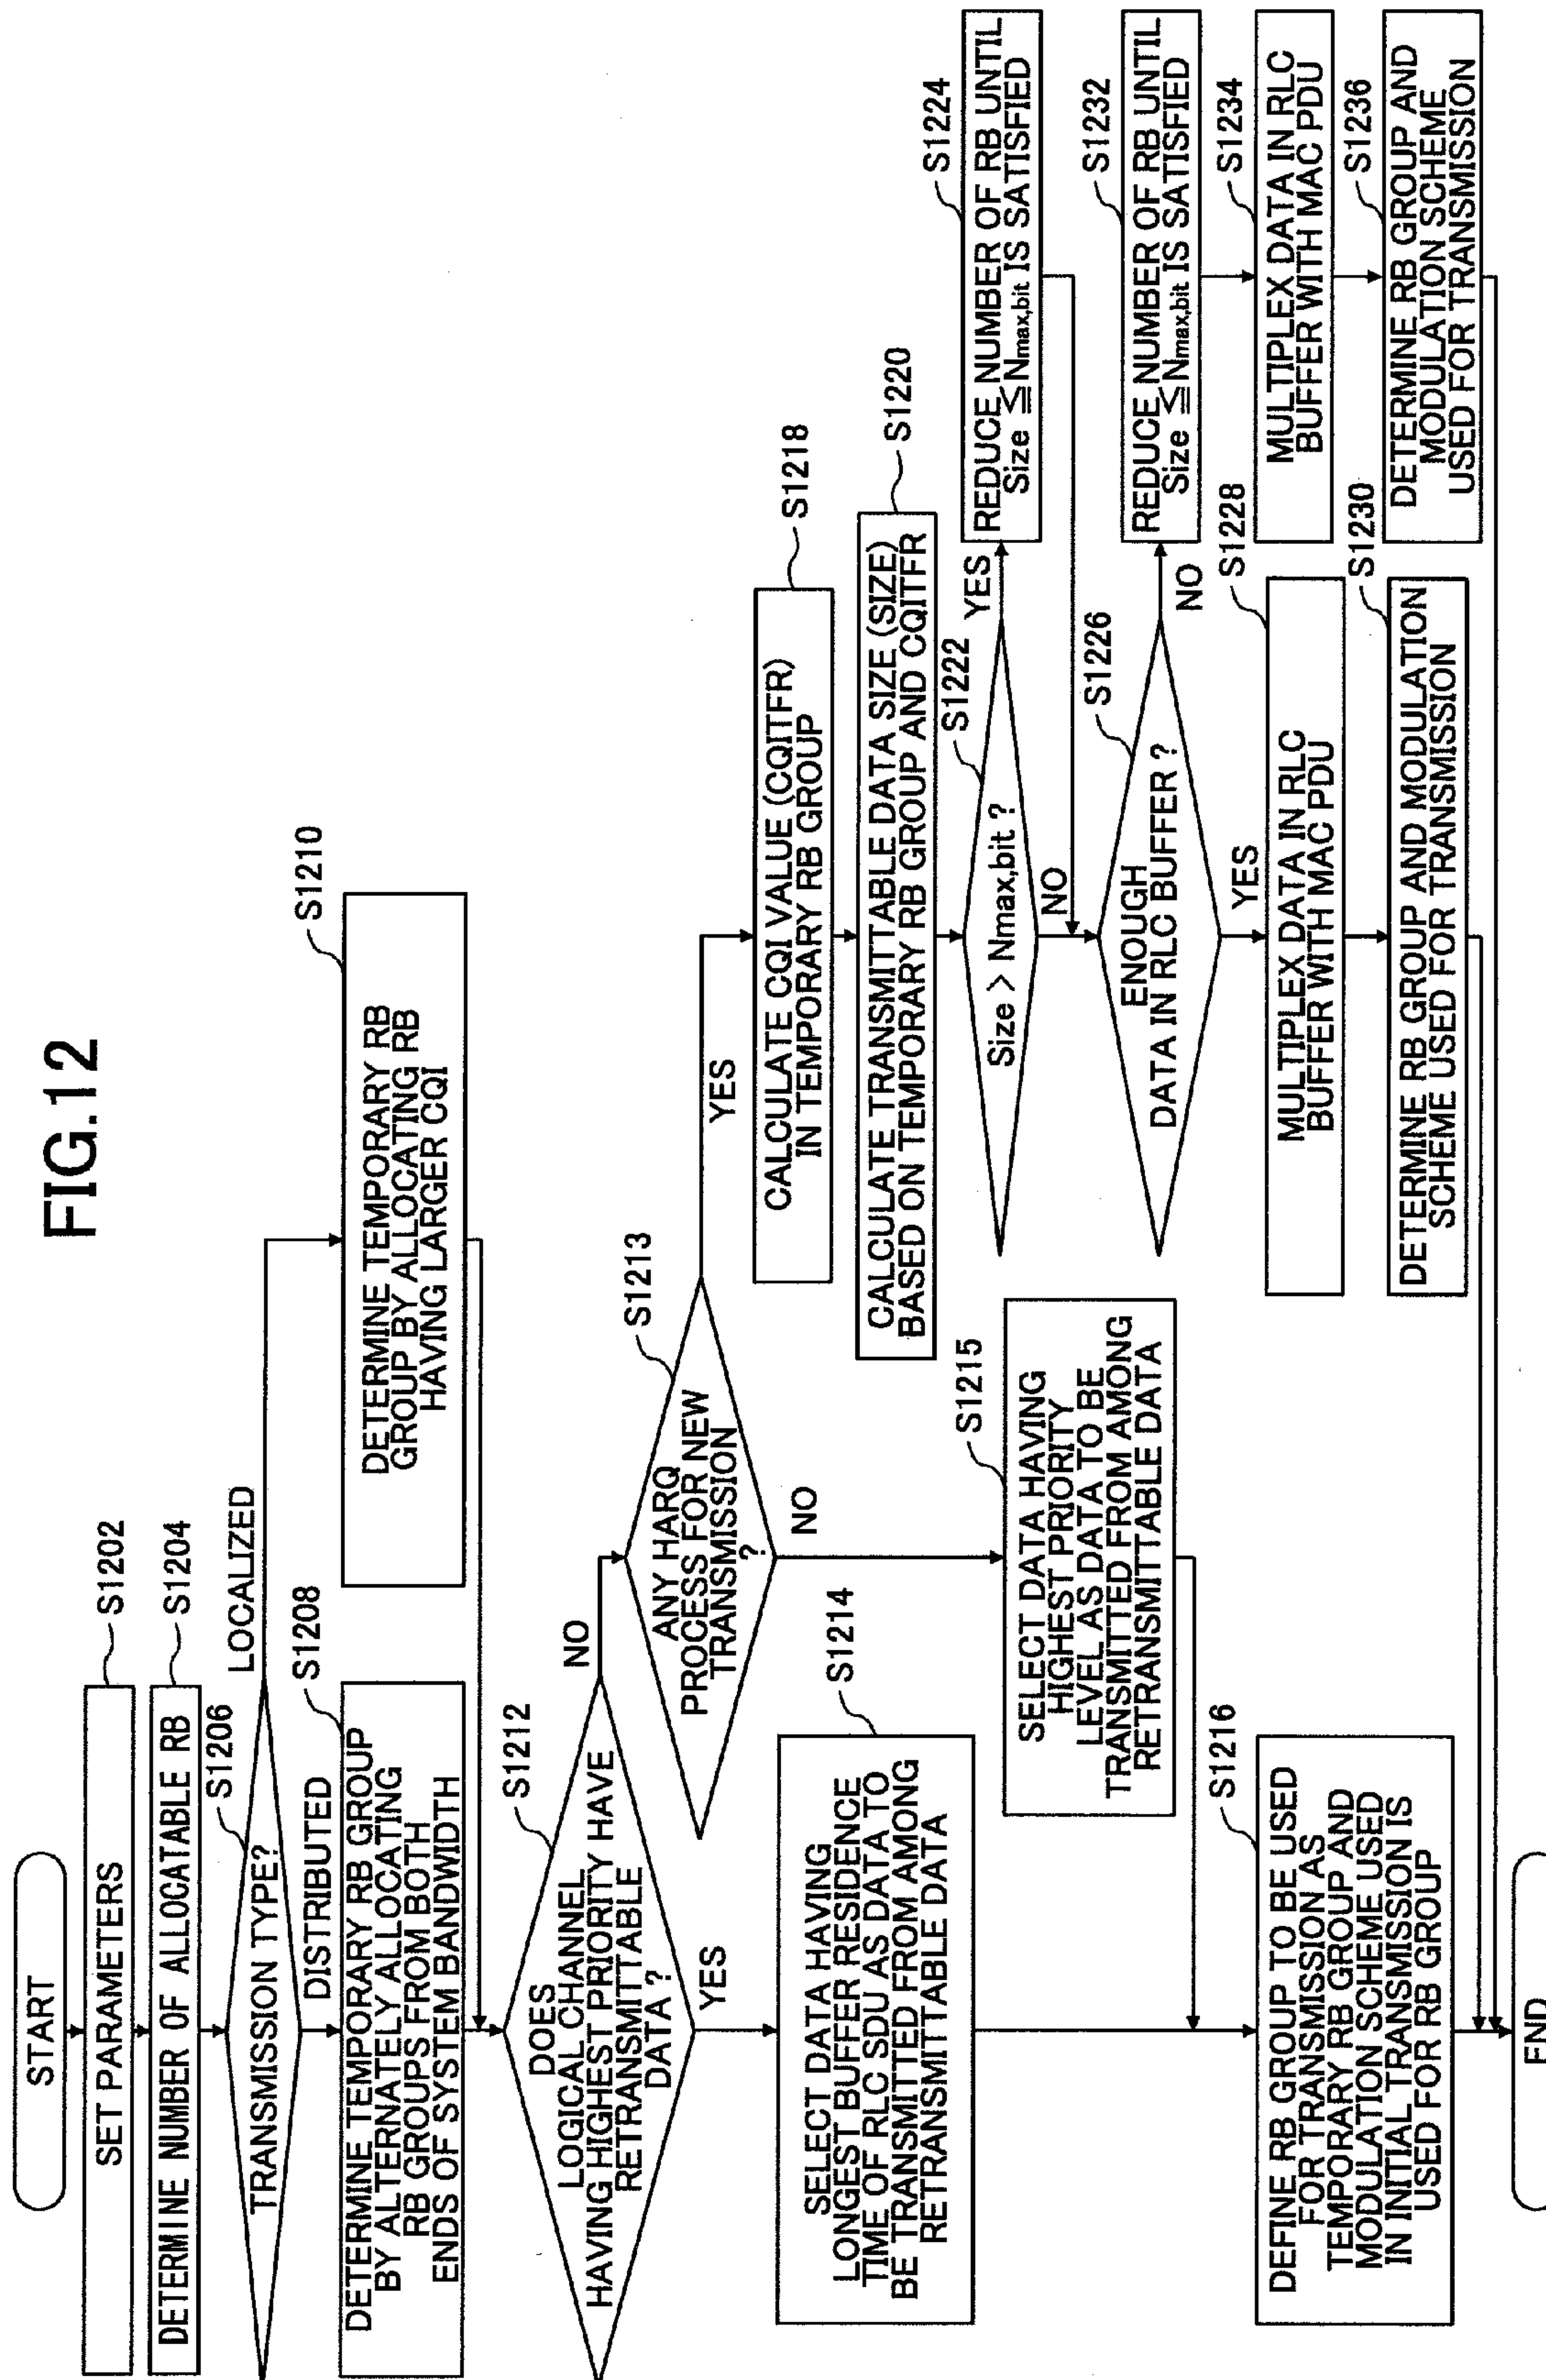 FIG.12
START
SET PARAMETERS
S1202
DETERMINE NUMBER OF ALLOCATABLE RB
S1204
TRANSMISSION TYPE?
S1206
LOCALIZED
DISTRIBUTED
S1208
DETERMINE TEMPORARY RB GROUP
BY ALTERNATELY ALLOCATING
RB GROUPS FROM BOTH
ENDS OF SYSTEM BANDWIDTH
S1210
DETERMINE TEMPORARY RB
GROUP BY ALLOCATING RB
HAVING LARGER CQI
S1212
DOES
LOGICAL CHANNEL
HAVING HIGHEST PRIORITY HAVE
RETRANSMITTABLE
DATA ?
NO
YES
S1213
ANY HARQ
PROCESS FOR NEW
TRANSMISSION
?
YES
NO
S1214
SELECT DATA HAVING
LONGEST BUFFER RESIDENCE
TIME OF RLC SDU AS DATA TO
BE TRANSMITTED FROM AMONG
RETRANSMITTABLE DATA
S1215
SELECT DATA HAVING
HIGHEST PRIORITY
LEVEL AS DATA TO BE
TRANSMITTED FROM AMONG
RETRANSMITTABLE DATA
S1216
DEFINE RB GROUP TO BE USED
FOR TRANSMISSION AS
TEMPORARY RB GROUP AND
MODULATION SCHEME USED
IN INITIAL TRANSMISSION IS
USED FOR RB GROUP
S1218
CALCULATE CQI VALUE (CQITFR)
IN TEMPORARY RB GROUP
S1220
CALCULATE TRANSMITTABLE DATA SIZE (SIZE)
BASED ON TEMPORARY RB GROUP AND CQITFR
S1222
Size > Nmax,bit ?
YES
NO
S1224
REDUCE NUMBER OF RB UNTIL
Size ≦Nmax,bit IS SATISFIED
S1226
ENOUGH
DATA IN RLC BUFFER ?
NO
YES
S1228
MULTIPLEX DATA IN RLC
BUFFER WITH MAC PDU
S1230
DETERMINE RB GROUP AND MODULATION
SCHEME USED FOR TRANSMISSION
S1232
REDUCE NUMBER OF RB UNTIL
Size ≦Nmax,bit IS SATISFIED
S1234
MULTIPLEX DATA IN RLC
BUFFER WITH MAC PDU
S1236
DETERMINE RB GROUP AND
MODULATION SCHEME
USED FOR TRANSMISSION
END